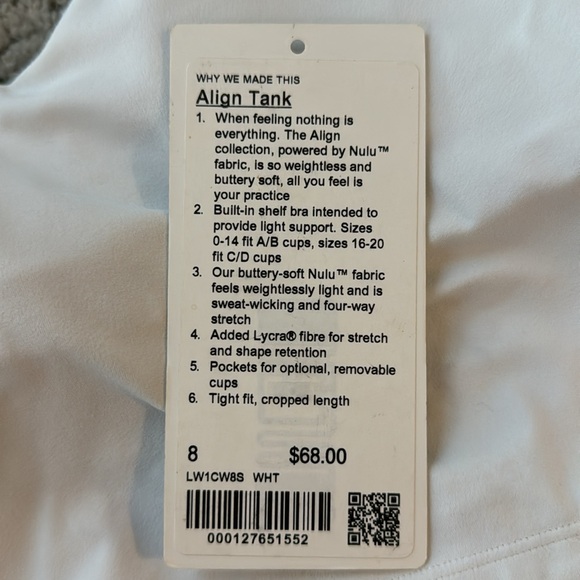 WHY WE MADE THIS
Align Tank
1. When feeling nothing is
everything. The Align
collection, powered by Nulu™
fabric, is so weightless and
buttery soft, all you feel is
your practice
2. Built-in shelf bra intended to
provide light support. Sizes
0-14 fit A/B cups, sizes 16-20
fit C/D cups
3. Our buttery-soft Nulu™ fabric
feels weightlessly light and is
sweat-wicking and four-way
stretch
4. Added Lycra® fibre for stretch
and shape retention
5. Pockets for optional, removable
cups
6. Tight fit, cropped length
8 $68.00
LW1CW8S WHT
000127651552